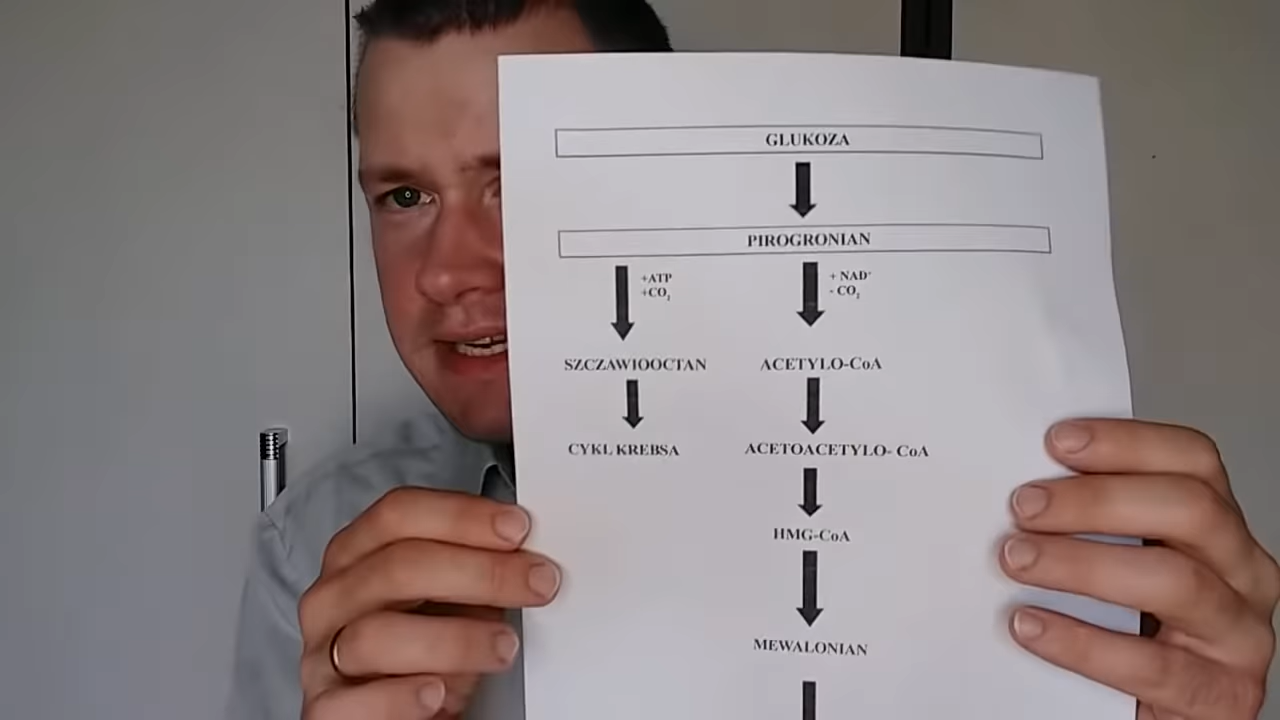 GLUKOZA
PIROGRONIAN
+ATP
+CO₂
+ NAD⁺
- CO₂
SZCZAWIOOCTAN
ACETYLO-CoA
CYKL KREBSA
ACETOACETYLO- CoA
HMG-CoA
MEWALONIAN